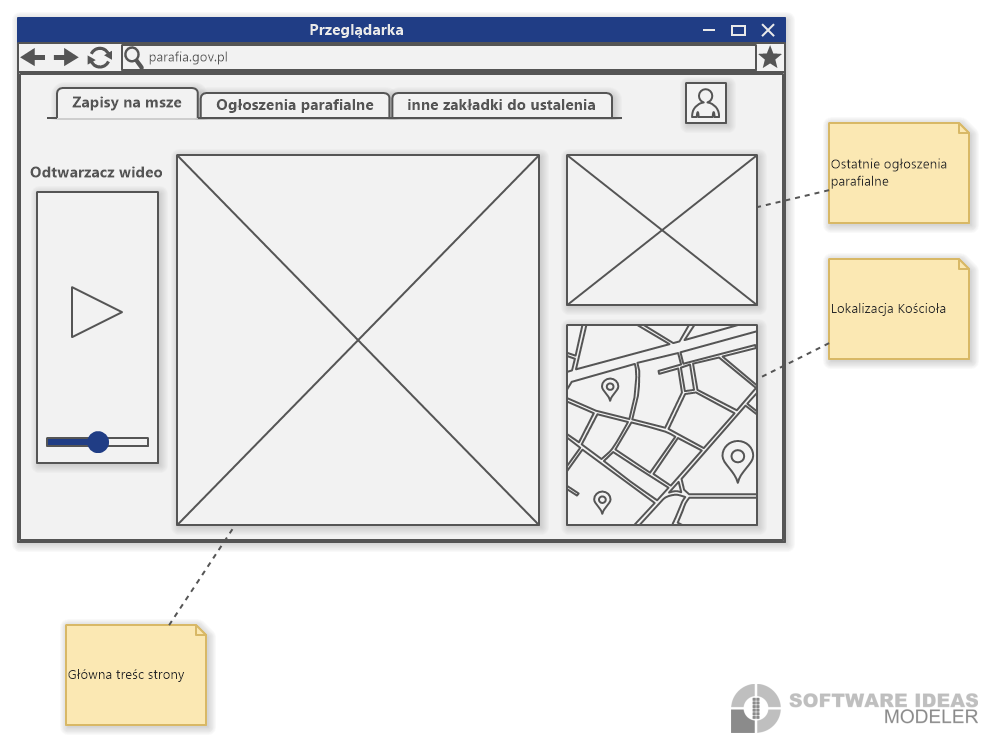 Przeglądarka
parafia.gov.pl
Zapisy na msze
Ogłoszenia parafialne
inne zakładki do ustalenia
Odtwarzacz wideo
Ostatnie ogłoszenia
parafialne
Lokalizacja Kościoła
Główna treśc strony
SOFTWARE IDEAS
MODELER